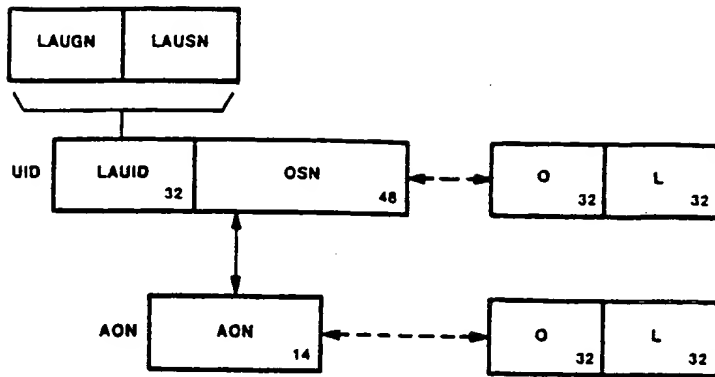 LAUGN LAUSN
UID LAUID 32 OSN 48 O 32 L 32
AON AON 14 O 32 L 32